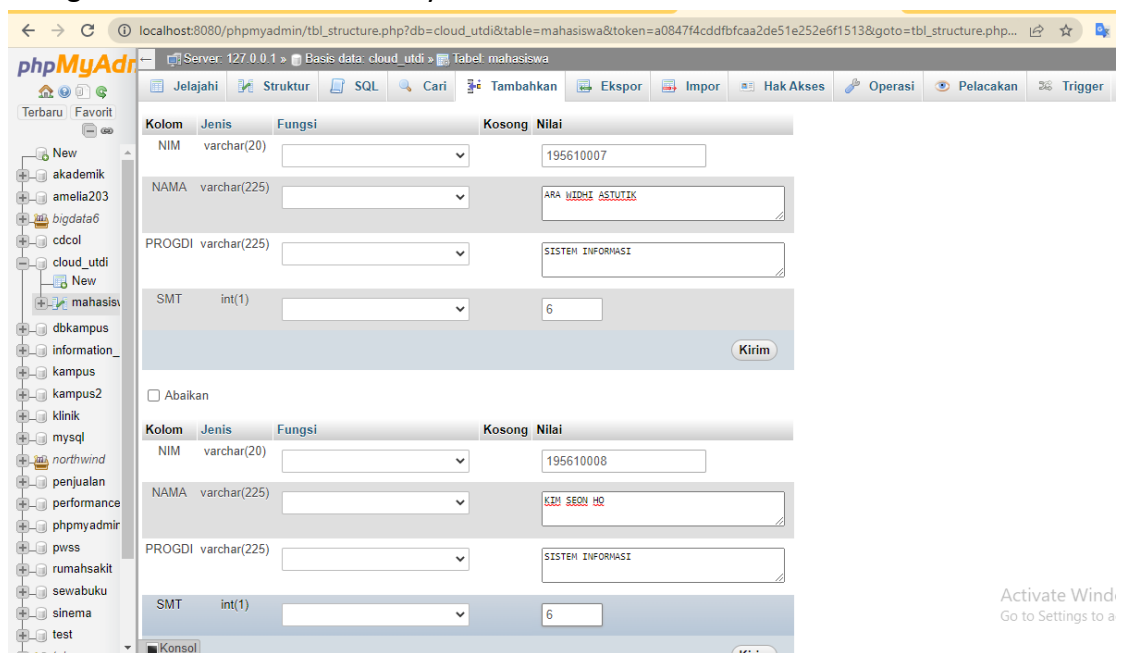 localhost:8080/phpmyadmin/tbl_structure.php?db=cloud_utdi&table=mahasiswa&token=a0847f4cddfbfcaa2de51e252e6f1513&goto=tbl_structure.php...
phpMyAdr
Server: 127.0.0.1 » Basis data: cloud_utdi » Tabel: mahasiswa
Jelajahi Struktur SQL Cari Tambahkan Ekspor Impor Hak Akses Operasi Pelacakan Trigger
Terbaru Favorit
New
akademik
amelia203
bigdata6
cdcol
cloud_utdi
New
mahasisv
dbkampus
information_
kampus
kampus2
klinik
mysql
northwind
penjualan
performance
phpmyadmir
pwss
rumahsakit
sewabuku
sinema
test
Kolom Jenis Fungsi Kosong Nilai
NIM varchar(20) 195610007
NAMA varchar(225) ARA WIDHI ASTUTIK
PROGDI varchar(225) SISTEM INFORMASI
SMT int(1) 6
Kirim
Abaikan
Kolom Jenis Fungsi Kosong Nilai
NIM varchar(20) 195610008
NAMA varchar(225) KIM SEON HO
PROGDI varchar(225) SISTEM INFORMASI
SMT int(1) 6
Konsol
Activate Wind
Go to Settings to a